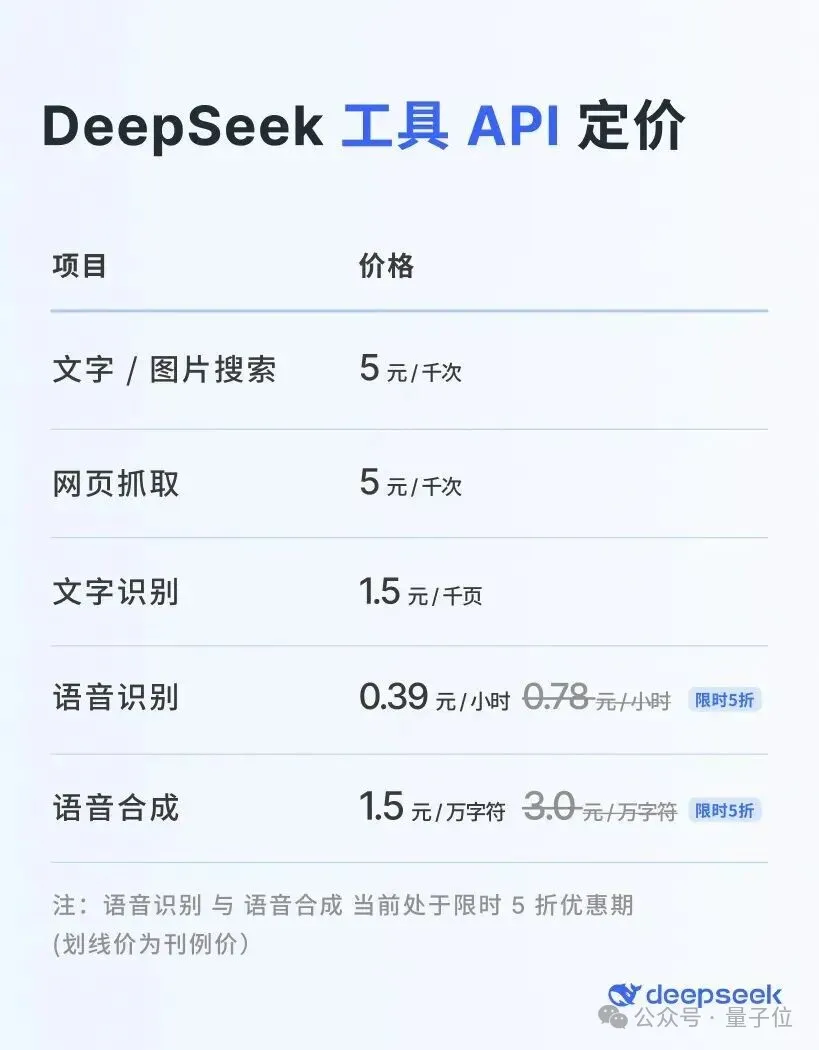 DeepSeek 工具 API 定价
项目 价格
文字 / 图片搜索 5 元 / 千次
网页抓取 5 元 / 千次
文字识别 1.5 元 / 千页
语音识别 0.39 元 / 小时 0.78 元 / 小时 限时5折
语音合成 1.5 元 / 万字符 3.0 元 / 万字符 限时5折
注：语音识别 与 语音合成 当前处于限时 5 折优惠期
(划线价为刊例价）
deepseek
公众号 · 量子位